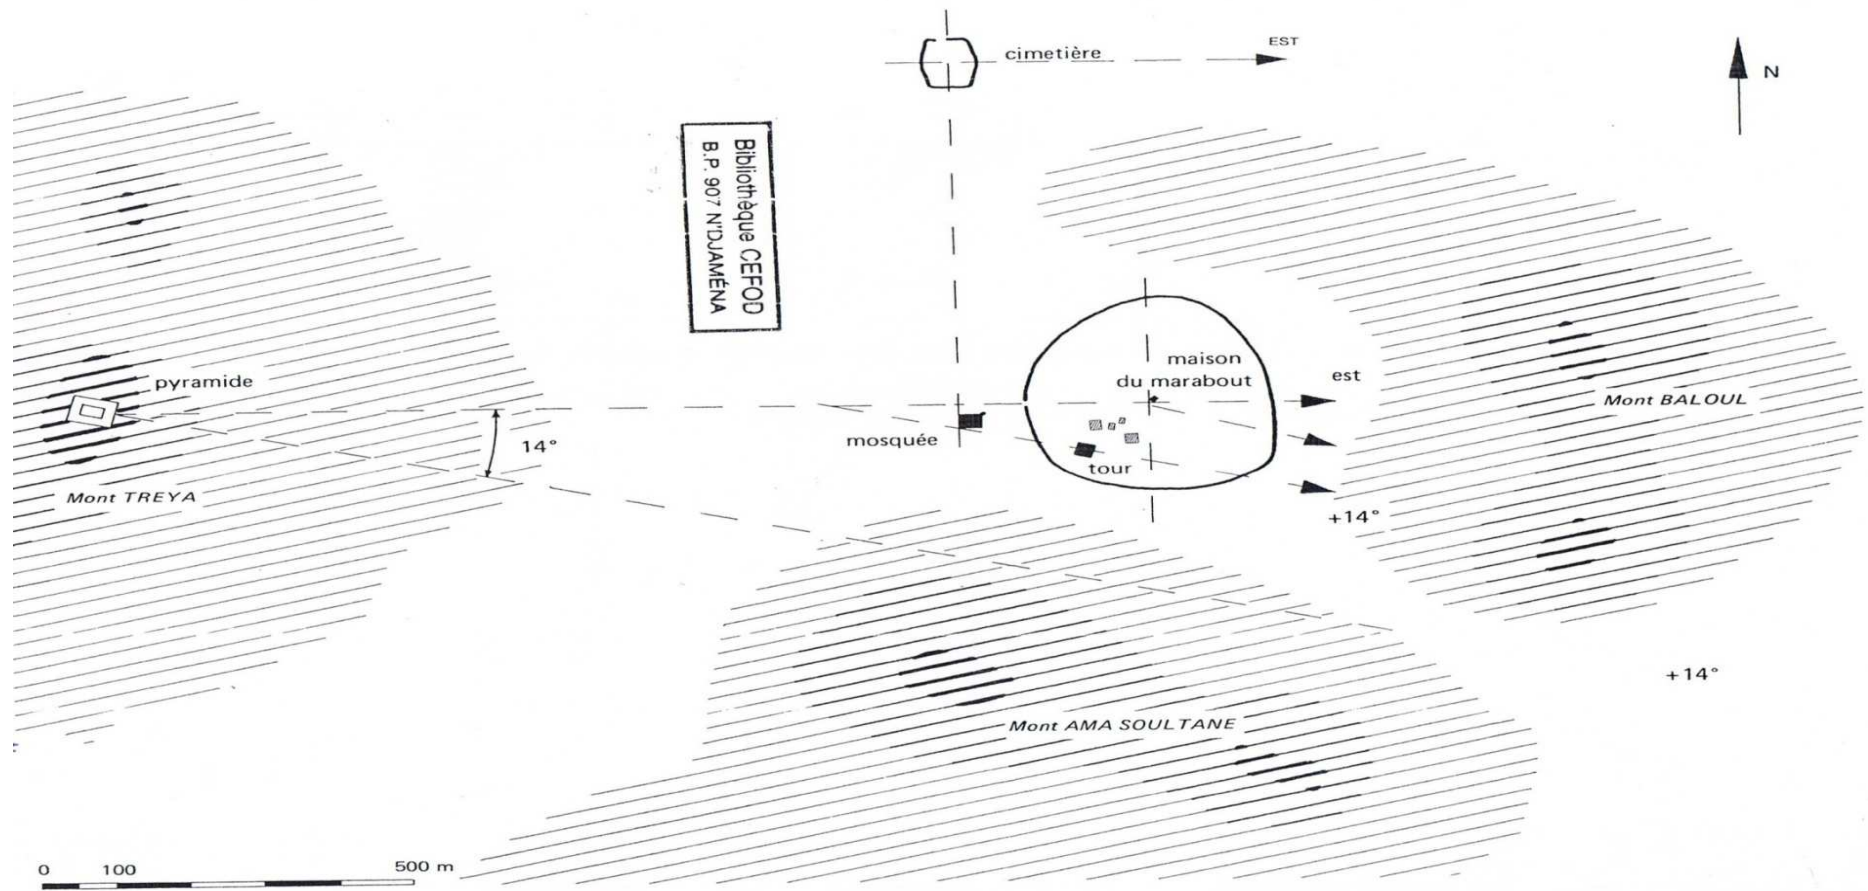 cimetière
EST
N
Bibliothèque CEFOD
B.P. 907 N'DJAMÉNA
maison
du marabout
est
pyramide
Mont BALOUL
mosquée
14°
tour
Mont TREYA
+14°
+14°
Mont AMA SOULTANE
0 100 500 m